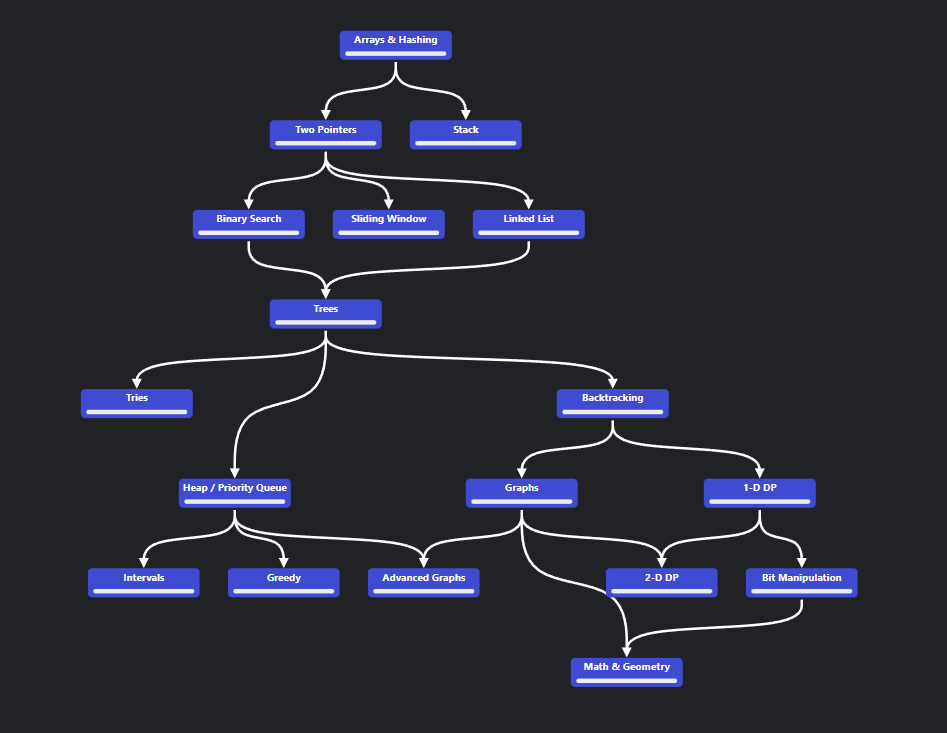 Arrays & Hashing
Two Pointers
Stack
Binary Search
Sliding Window
Linked List
Trees
Tries
Backtracking
Heap / Priority Queue
Graphs
1-D DP
Intervals
Greedy
Advanced Graphs
2-D DP
Bit Manipulation
Math & Geometry